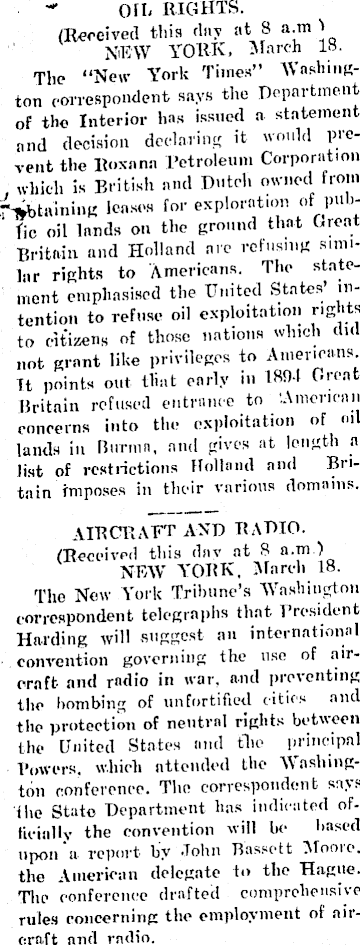 OIL RIGHTS.
(Received this day at 8 a.m.)
NEW YORK, March 18.
The "New York Times" Washing-
ton correspondent says the Department
of the Interior has issued a statement
and decision declaring it would pre-
vent the Roxana Petroleum Corporation
which is British and Dutch owned from
obtaining leases for exploration of pub-
lic oil lands on the ground that Great
Britain and Holland are refusing simi-
lar rights to Americans. The state-
ment emphasised the United States' in-
tention to refuse oil exploitation rights
to citizens of those nations which did
not grant like privileges to Americans.
It points out that early in 1894 Great
Britain refused entrance to American
concerns into the exploitation of oil
lands in Burma, and gives at length a
list of restrictions Holland and Bri-
tain imposes in their various domains.
AIRCRAFT AND RADIO.
(Received this day at 8 a.m.)
NEW YORK, March 18.
The New York Tribune's Washington
correspondent telegraphs that President
Harding will suggest an international
convention governing the use of air-
craft and radio in war, and preventing
the bombing of unfortified cities and
the protection of neutral rights between
the United States and the principal
Powers, which attended the Washing-
ton conference. The correspondent says
the State Department has indicated of-
ficially the convention will be based
upon a report by John Bassett Moore,
the American delegate to the Hague.
The conference drafted comprehensive
rules concerning the employment of air-
craft and radio.